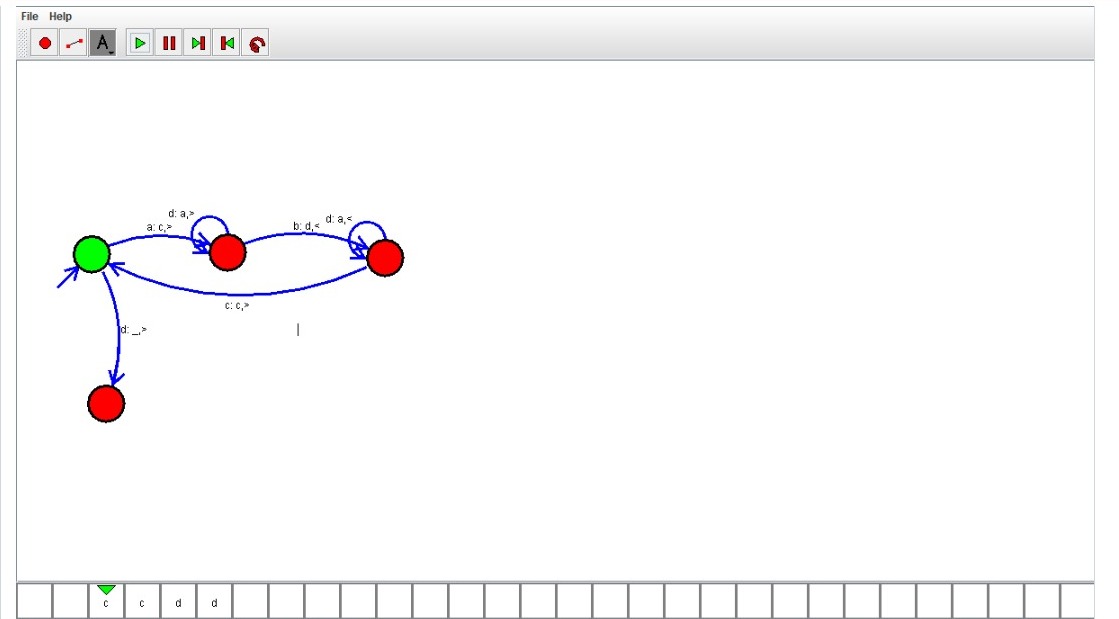 File Help
A
d: a,>
d: a,<
a: c,>
b: d,<
c: c,>
d: _,>
c c d d